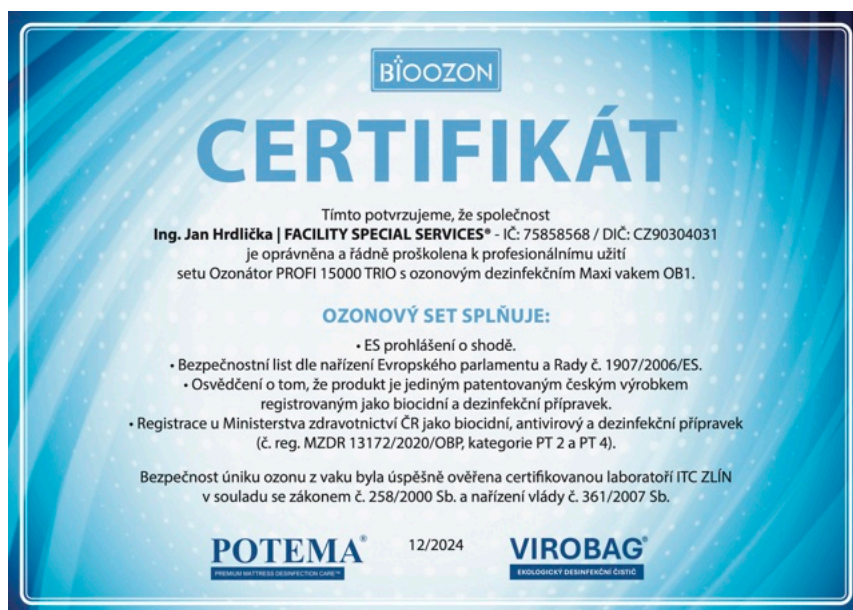 BIOOZON
CERTIFIKÁT
Tímto potvrzujeme, že společnost
Ing. Jan Hrdlička | FACILITY SPECIAL SERVICES® - IČ: 75858568 / DIČ: CZ90304031
je oprávněna a řádně proškolena k profesionálnímu užití
setu Ozonátor PROFI 15000 TRIO s ozonovým dezinfekčním Maxi vakem OB1.
OZONOVÝ SET SPLŇUJE:
• ES prohlášení o shodě.
• Bezpečnostní list dle nařízení Evropského parlamentu a Rady č. 1907/2006/ES.
• Osvědčení o tom, že produkt je jediným patentovaným českým výrobkem
registrovaným jako biocidní a dezinfekční přípravek.
• Registrace u Ministerstva zdravotnictví ČR jako biocidní, antivirový a dezinfekční přípravek
(č. reg. MZDR 13172/2020/OBP, kategorie PT 2 a PT 4).
Bezpečnost úniku ozonu z vaku byla úspěšně ověřena certifikovanou laboratoří ITC ZLÍN
v souladu se zákonem č. 258/2000 Sb. a nařízení vlády č. 361/2007 Sb.
POTEMA®
PREMIUM MATTRESS DESINFECTION CARE™
12/2024
VIROBAG®
EKOLOGICKÝ DESINFEKČNÍ ČISTIČ